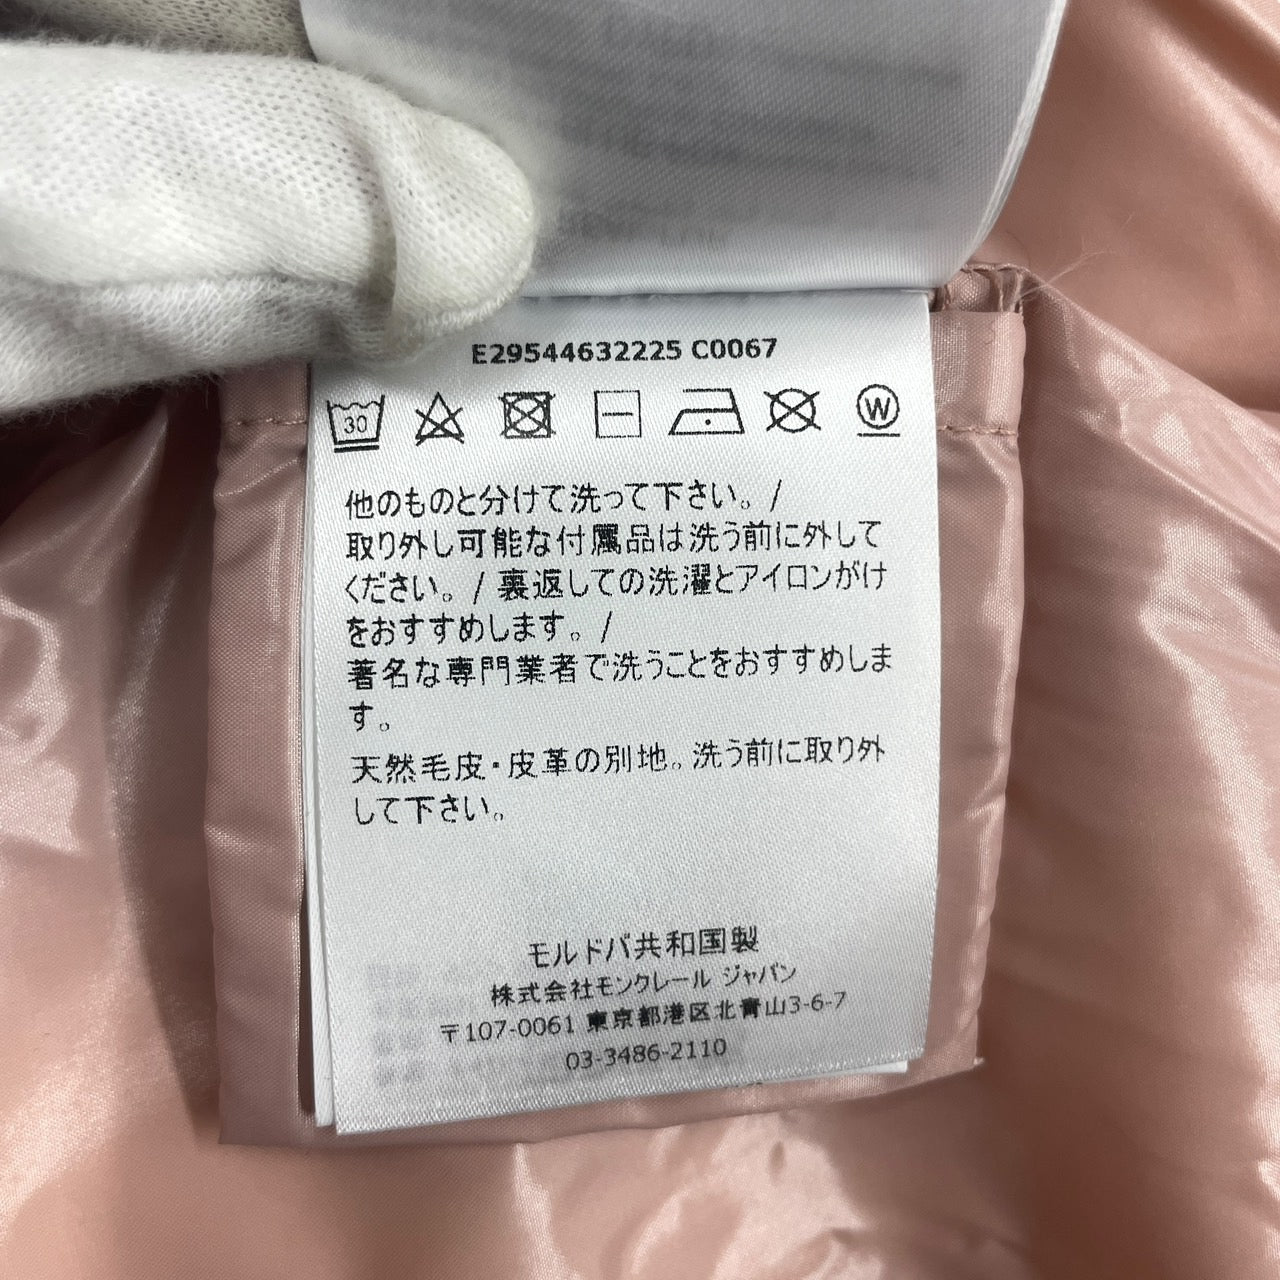 E29544632225 C0067
30
W
他のものと分けて洗って下さい。/
取り外し可能な付属品は洗う前に外して
ください。/ 裏返しての洗濯とアイロンがけ
をおすすめします。/
著名な専門業者で洗うことをおすすめしま
す。
天然毛皮・皮革の別地。洗う前に取り外
して下さい。
モルドバ共和国製
株式会社モンクレール ジャパン
〒107-0061 東京都港区北青山3-6-7
03-3486-2110